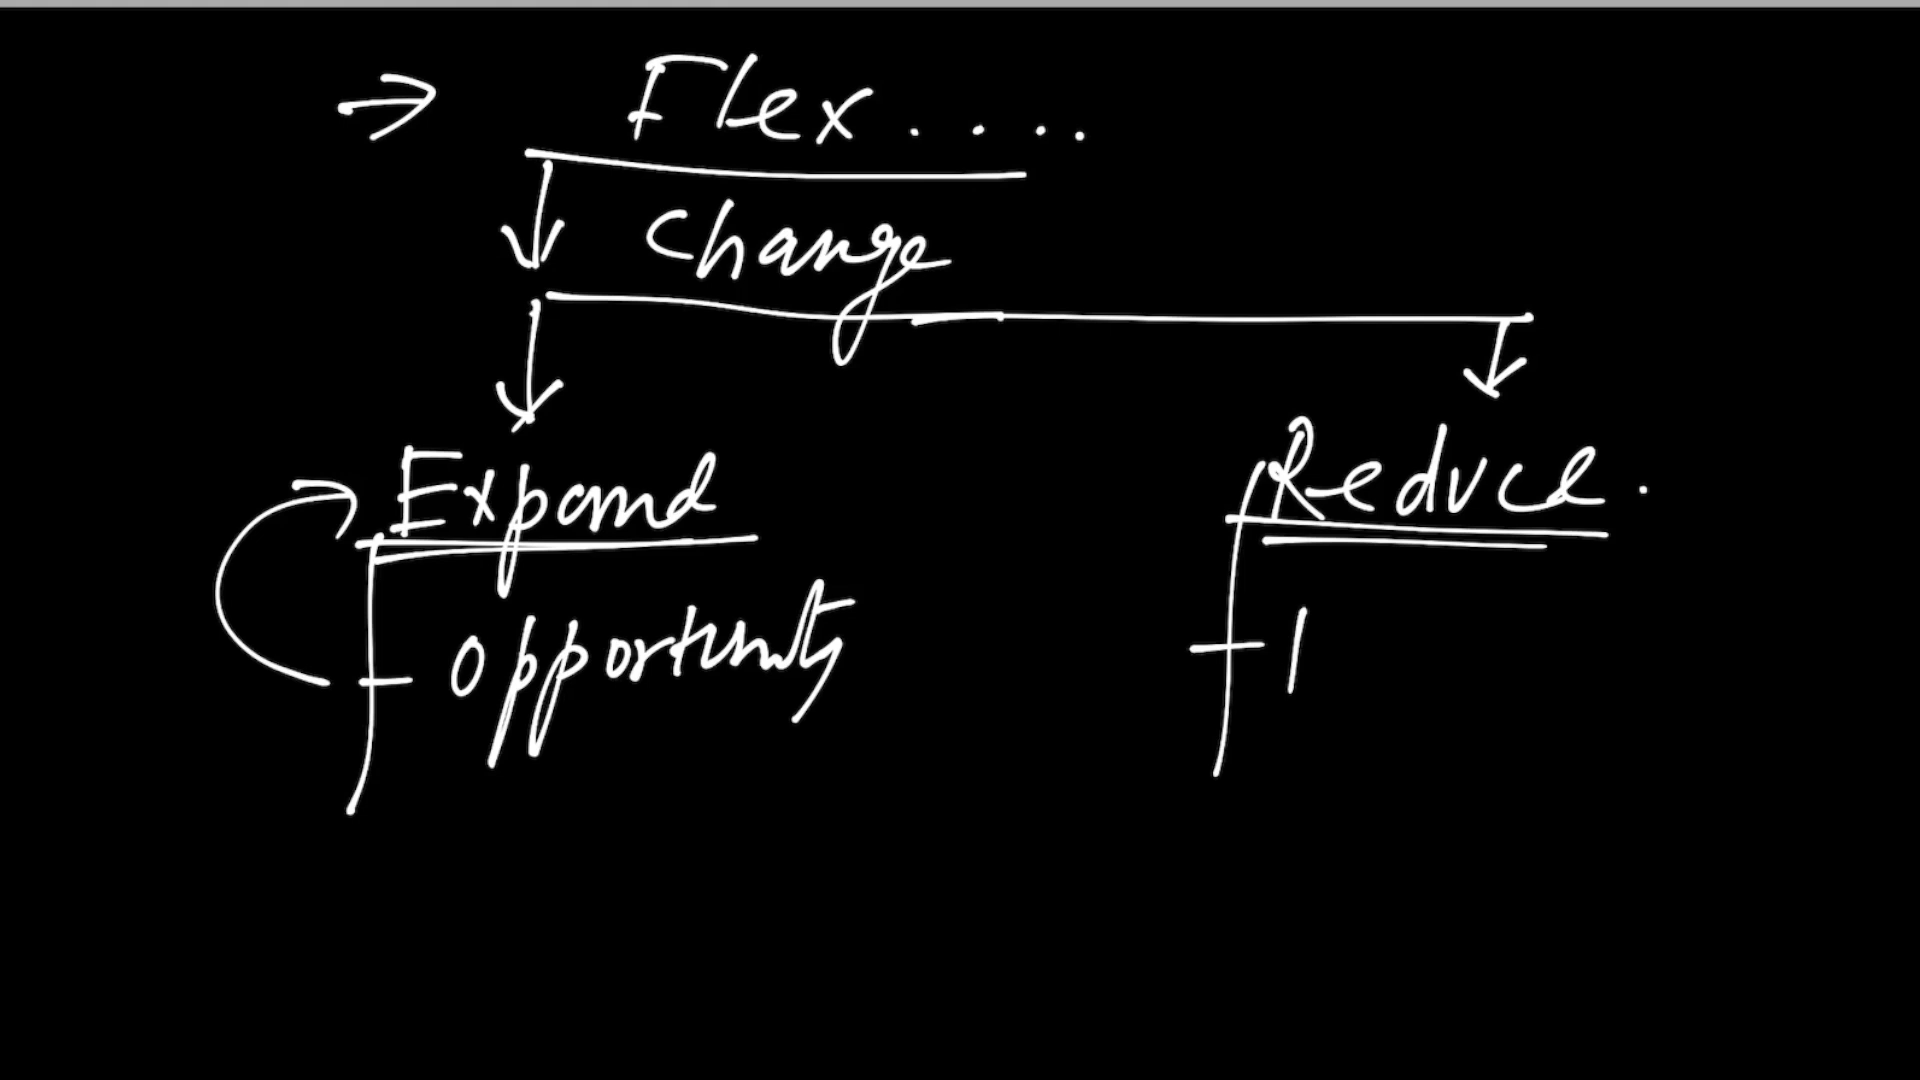 → Flex....
Change
Expand
Reduce.
- opportunity
- I